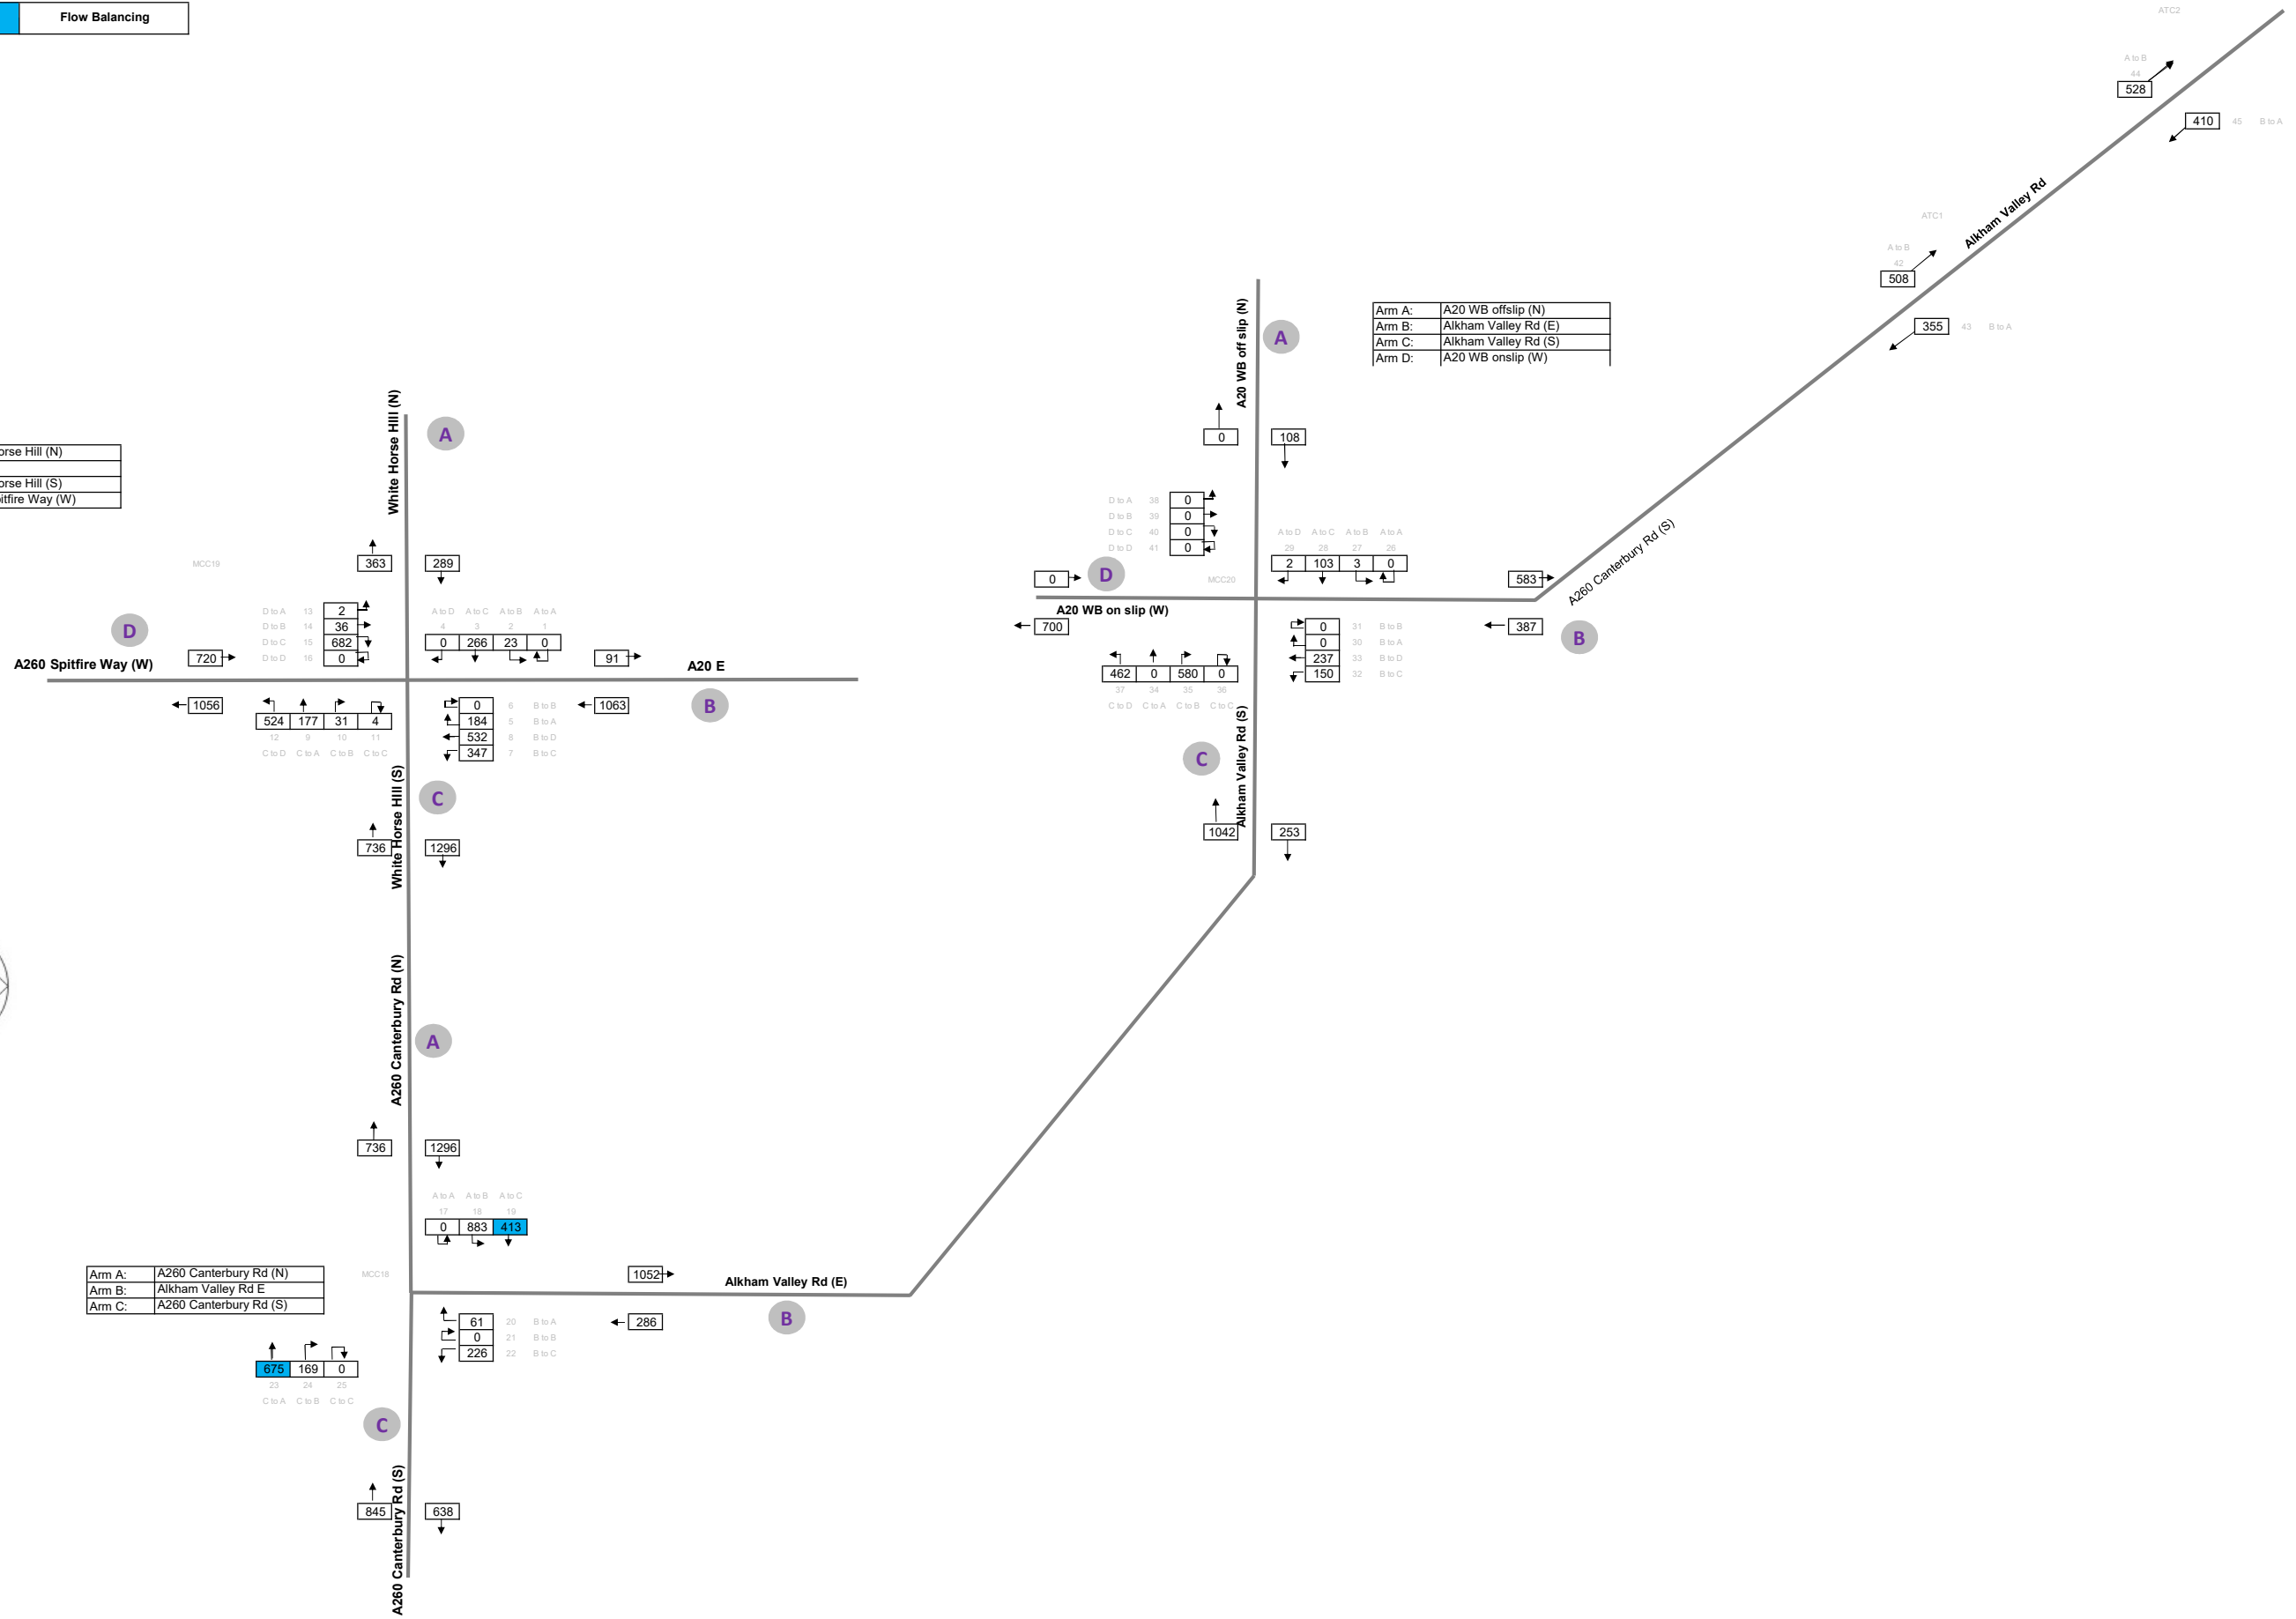 Flow Balancing
ATC2
A to B
44
528
410 45 B to A
Alkham Valley Rd
ATC1
A to B
42
508
355 43 B to A
Arm A: A20 WB offslip (N)
Arm B: Alkham Valley Rd (E)
Arm C: Alkham Valley Rd (S)
Arm D: A20 WB onslip (W)
A20 WB off slip (N)
A
0 108
D to A 38 0
D to B 39 0
D to C 40 0
D to D 41 0
A to D A to C A to B A to A
29 28 27 26
2 103 3 0
0 D MCC20
583
A260 Canterbury Rd (S)
A20 WB on slip (W)
700
387
B
0 31 B to B
0 30 B to A
237 33 B to D
150 32 B to C
462 0 580 0
37 34 35 36
C to D C to A C to B C to C
C
Alkham Valley Rd (S)
1042 253
orse Hill (N)
orse Hill (S)
itfire Way (W)
White Horse Hill (N)
A
MCC19
363 289
D to A 13 2
D to B 14 36
D to C 15 682
D to D 16 0
A to D A to C A to B A to A
4 3 2 1
0 266 23 0
D
A260 Spitfire Way (W)
720
91
A20 E
1056
524 177 31 4
12 9 10 11
C to D C to A C to B C to C
0 6 B to B
184 5 B to A
532 8 B to D
347 7 B to C
1063
B
White Horse Hill (S)
C
736 1296
A260 Canterbury Rd (N)
A
736 1296
A to A A to B A to C
17 18 19
0 883 413
Arm A: A260 Canterbury Rd (N)
Arm B: Alkham Valley Rd E
Arm C: A260 Canterbury Rd (S)
MCC18
1052
Alkham Valley Rd (E)
61 20 B to A
0 21 B to B
226 22 B to C
286
B
675 169 0
23 24 25
C to A C to B C to C
C
A260 Canterbury Rd (S)
845 638